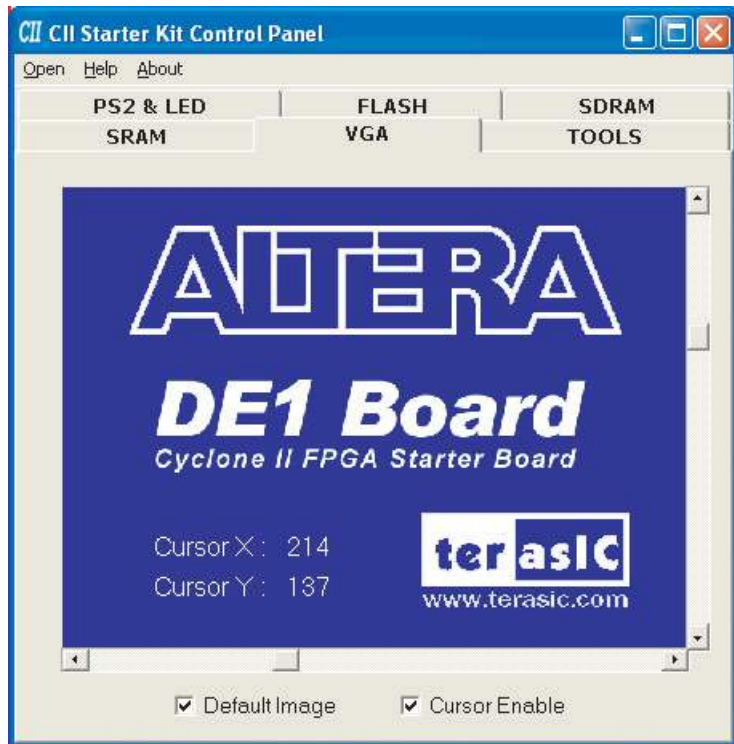 CII CII Starter Kit Control Panel
Open Help About
PS2 & LED FLASH SDRAM
SRAM VGA TOOLS
ALTERA
DE1 Board
Cyclone II FPGA Starter Board
Cursor X : 214
Cursor Y : 137
terasIC
www.terasic.com
Default Image Cursor Enable